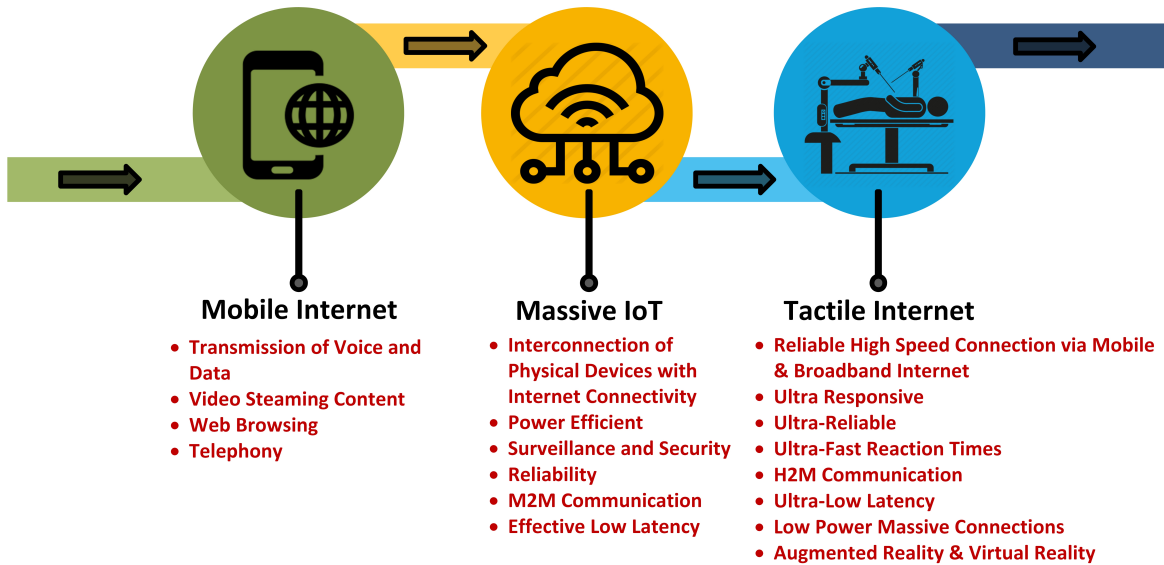 Mobile Internet
• Transmission of Voice and
Data
• Video Steaming Content
• Web Browsing
• Telephony
Massive IoT
• Interconnection of
Physical Devices with
Internet Connectivity
• Power Efficient
• Surveillance and Security
• Reliability
• M2M Communication
• Effective Low Latency
Tactile Internet
• Reliable High Speed Connection via Mobile
& Broadband Internet
• Ultra Responsive
• Ultra-Reliable
• Ultra-Fast Reaction Times
• H2M Communication
• Ultra-Low Latency
• Low Power Massive Connections
• Augmented Reality & Virtual Reality